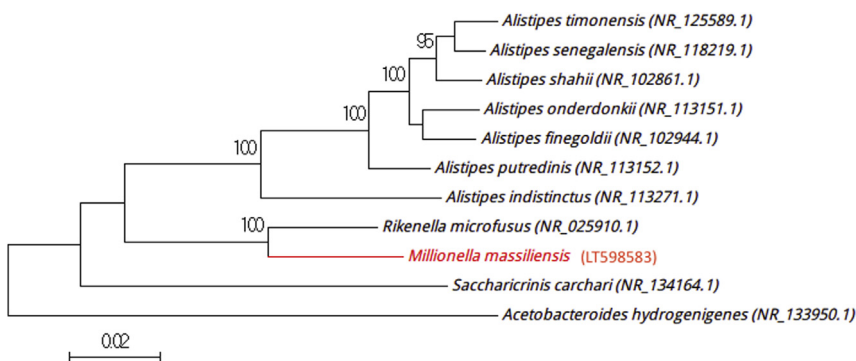 Alistipes timonensis (NR_125589.1)
95
Alistipes senegalensis (NR_118219.1)
100
Alistipes shahii (NR_102861.1)
100
Alistipes onderdonkii (NR_113151.1)
Alistipes finegoldii (NR_102944.1)
100
Alistipes putredinis (NR_113152.1)
Alistipes indistinctus (NR_113271.1)
100
Rikenella microfusus (NR_025910.1)
Millionella massiliensis (LT598583)
Saccharicrinis carchari (NR_134164.1)
Acetobacteroides hydrogenigenes (NR_133950.1)
0.02